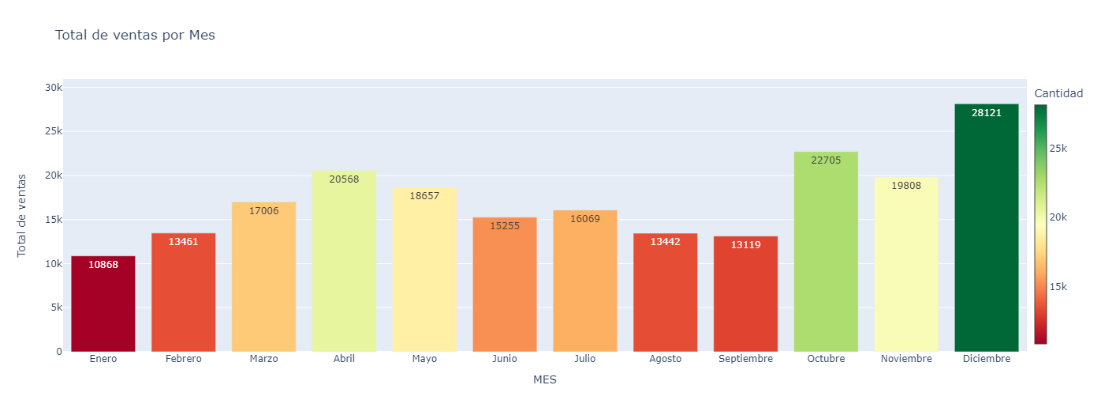 Total de ventas por Mes
Total de ventas
30k
25k
20k
15k
10k
5k
0
10868
13461
17006
20568
18657
15255
16069
13442
13119
22705
19808
28121
Enero
Febrero
Marzo
Abril
Mayo
Junio
Julio
Agosto
Septiembre
Octubre
Noviembre
Diciembre
MES
Cantidad
25k
20k
15k